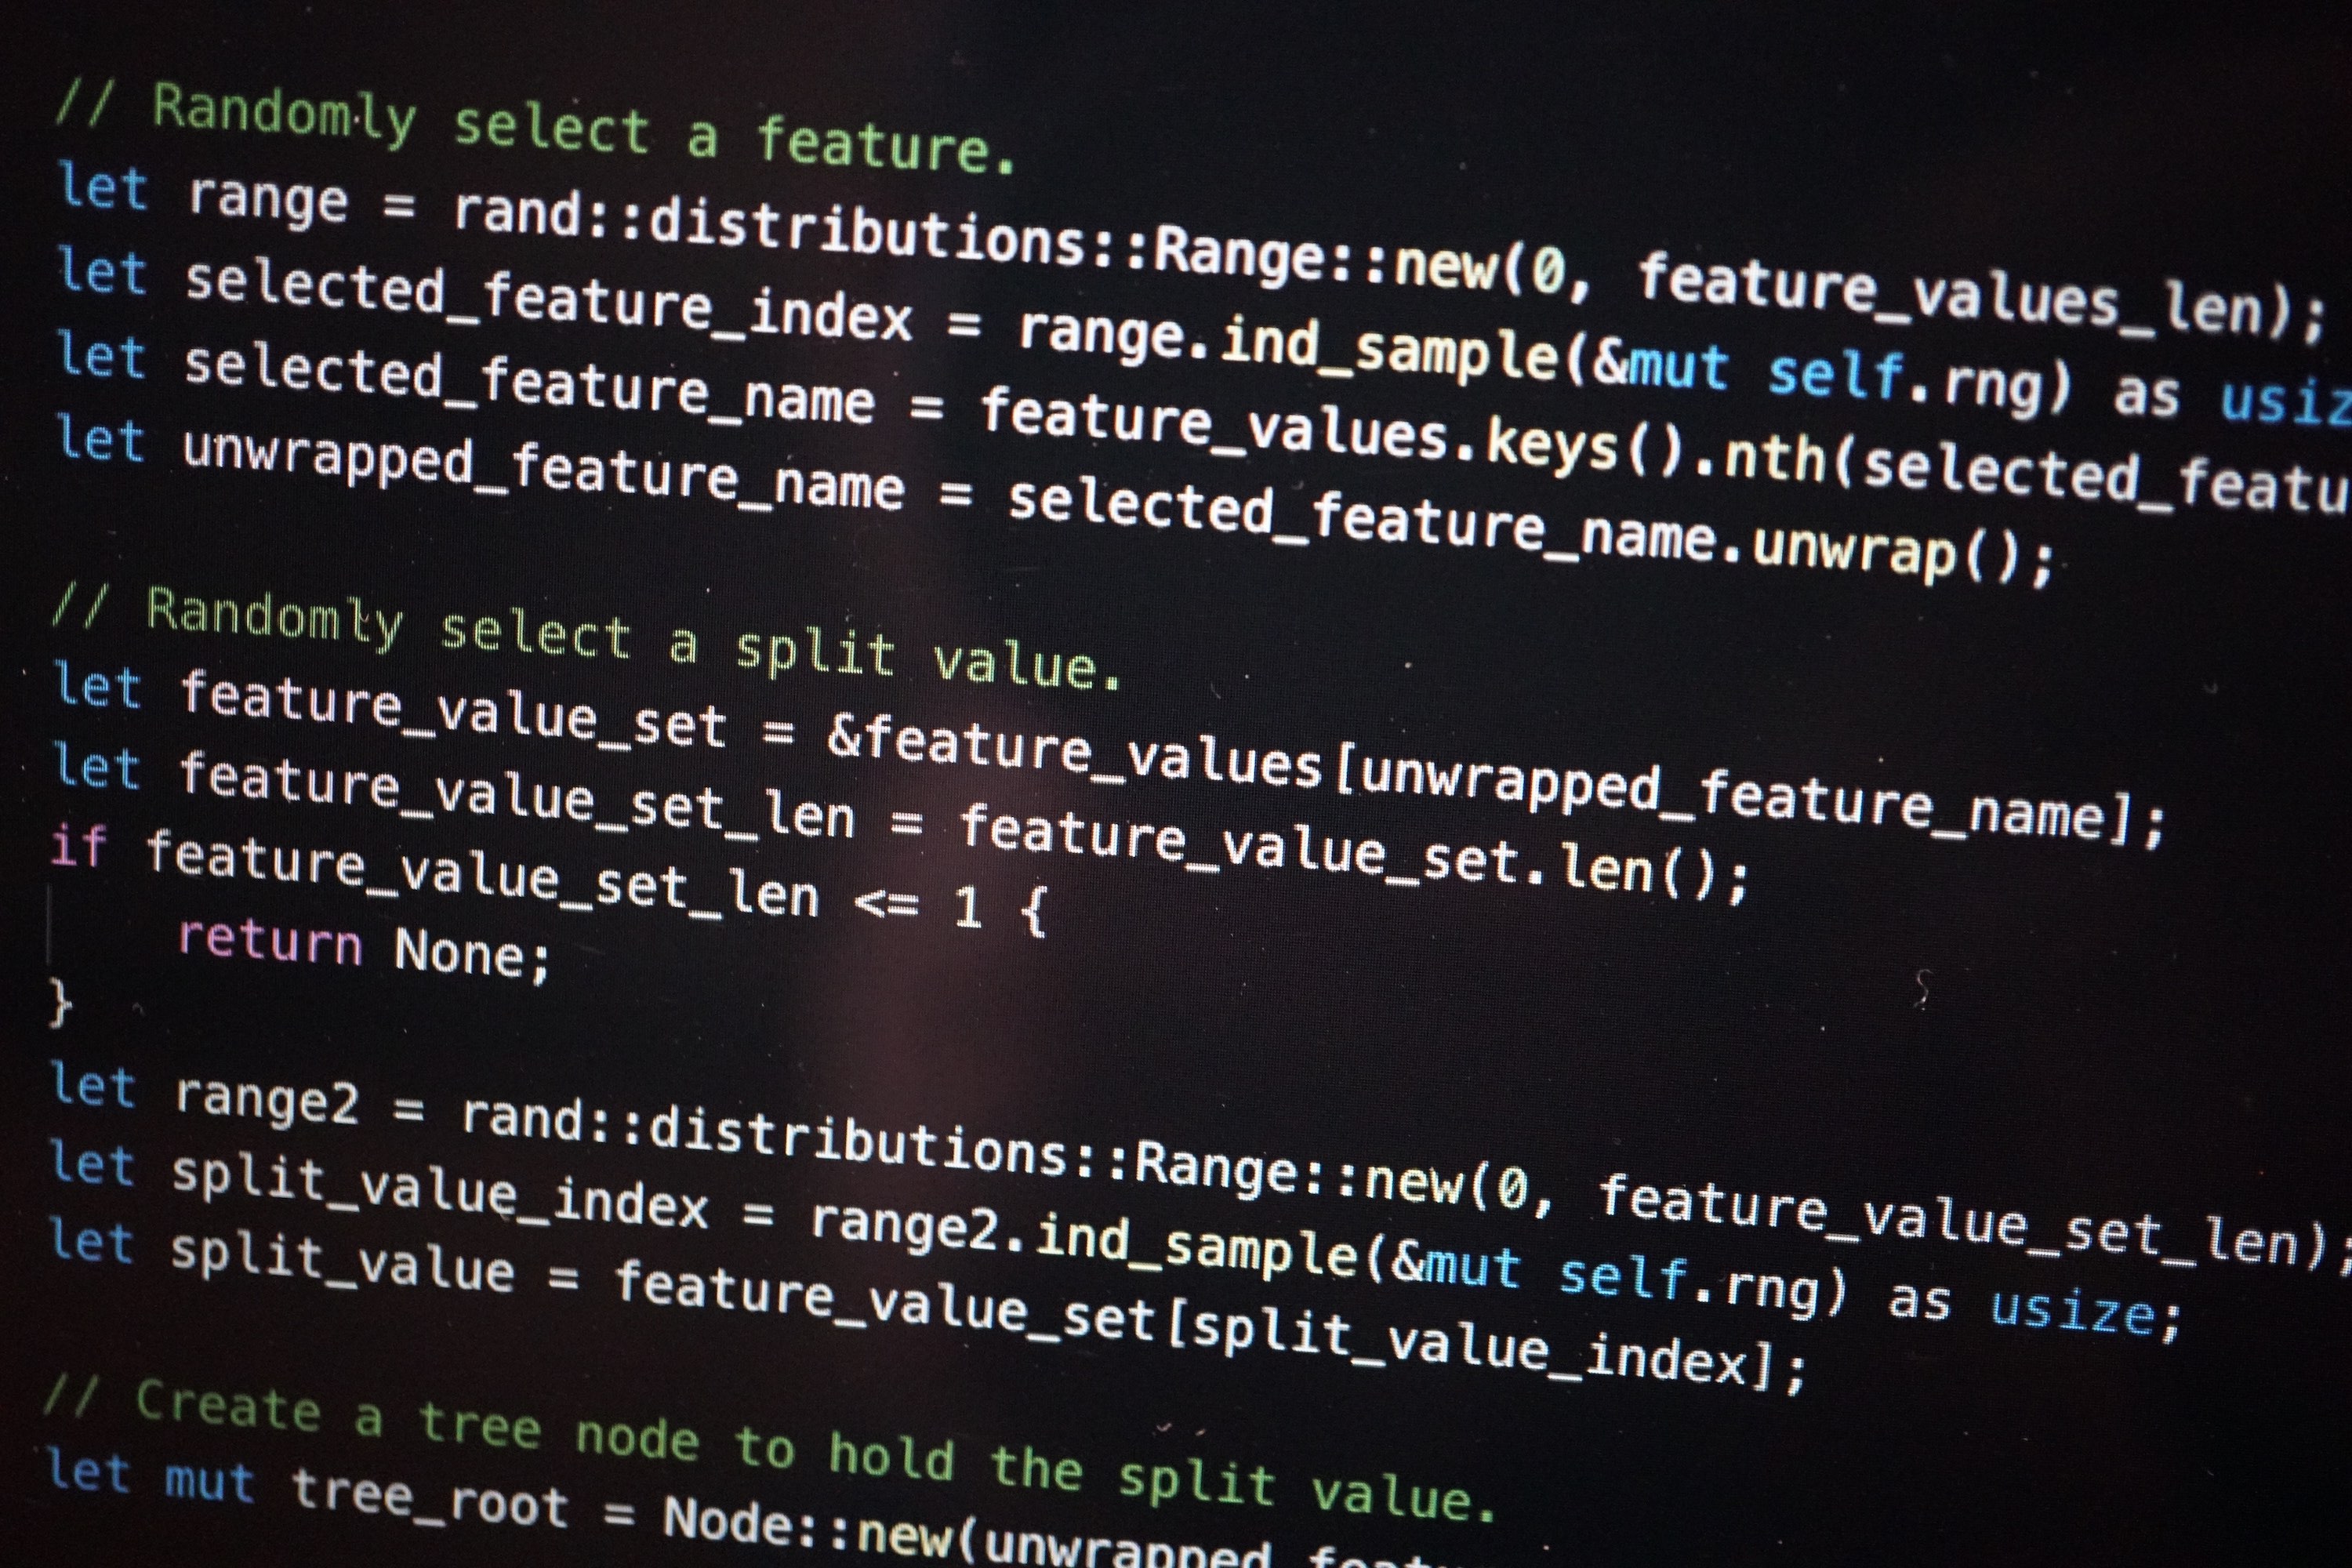 // Randomly select a feature.
let range = rand::distributions::Range::new(0, feature_values_len);
let selected_feature_index = range.ind_sample(&mut self.rng) as usiz
let selected_feature_name = feature_values.keys().nth(selected_featu
let unwrapped_feature_name = selected_feature_name.unwrap();
// Randomly select a split value.
let feature_value_set = &feature_values[unwrapped_feature_name];
let feature_value_set_len = feature_value_set.len();
if feature_value_set_len <= 1 {
    return None;
}
let range2 = rand::distributions::Range::new(0, feature_value_set_len);
let split_value_index = range2.ind_sample(&mut self.rng) as usize;
let split_value = feature_value_set[split_value_index];
// Create a tree node to hold the split value.
let mut tree_root = Node::new(unwrapped_feat